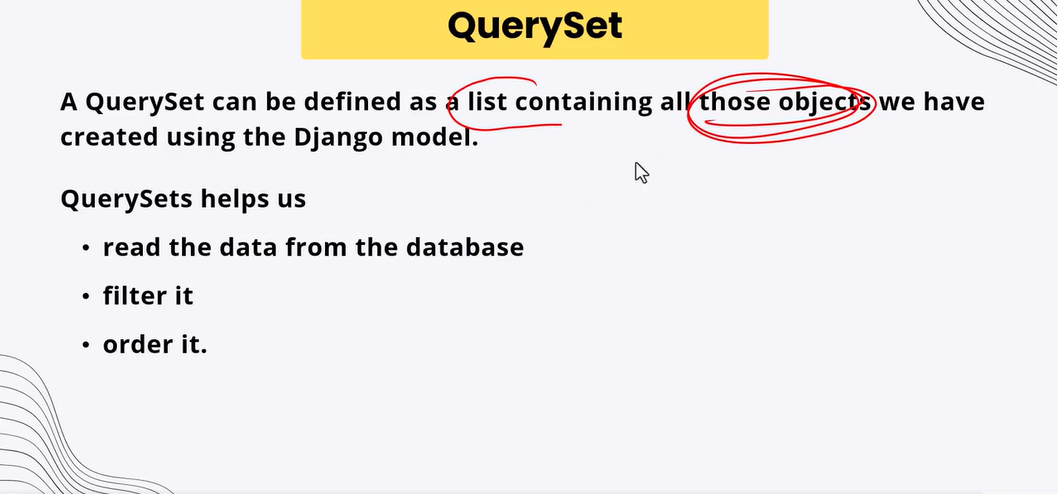 QuerySet
A QuerySet can be defined as a list containing all those objects we have
created using the Django model.
QuerySets helps us
• read the data from the database
• filter it
• order it.